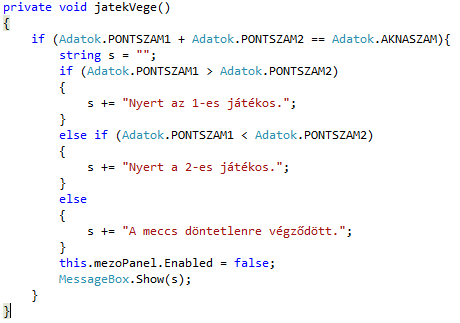 private void jatekVege()
{
    if (Adatok.PONTSZAM1 + Adatok.PONTSZAM2 == Adatok.AKNASZAM){
        string s = "";
        if (Adatok.PONTSZAM1 > Adatok.PONTSZAM2)
        {
            s += "Nyert az 1-es játékos.";
        }
        else if (Adatok.PONTSZAM1 < Adatok.PONTSZAM2)
        {
            s += "Nyert a 2-es játékos.";
        }
        else
        {
            s += "A meccs döntetlenre végződött.";
        }
        this.mezoPanel.Enabled = false;
        MessageBox.Show(s);
    }
}